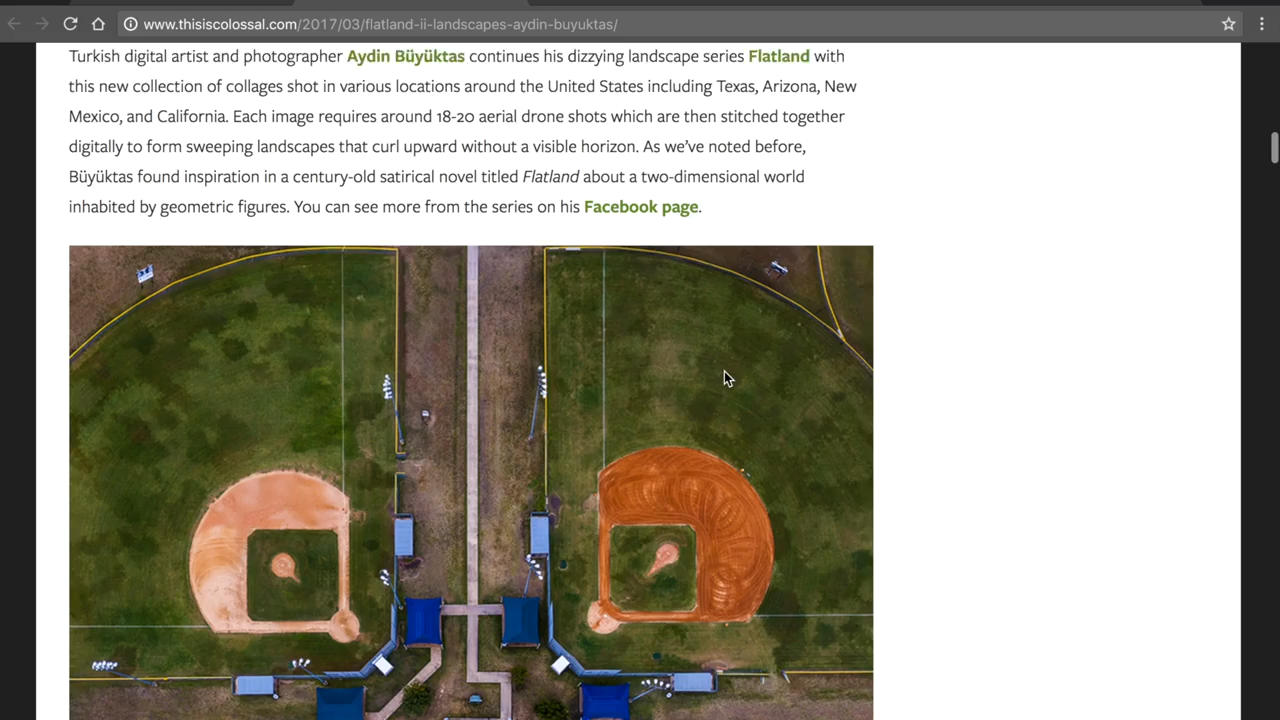 www.thisiscolossal.com/2017/03/flatland-ii-landscapes-aydin-buyuktas/
Turkish digital artist and photographer Aydin Büyüktas continues his dizzying landscape series Flatland with
this new collection of collages shot in various locations around the United States including Texas, Arizona, New
Mexico, and California. Each image requires around 18-20 aerial drone shots which are then stitched together
digitally to form sweeping landscapes that curl upward without a visible horizon. As we’ve noted before,
Büyüktas found inspiration in a century-old satirical novel titled Flatland about a two-dimensional world
inhabited by geometric figures. You can see more from the series on his Facebook page.